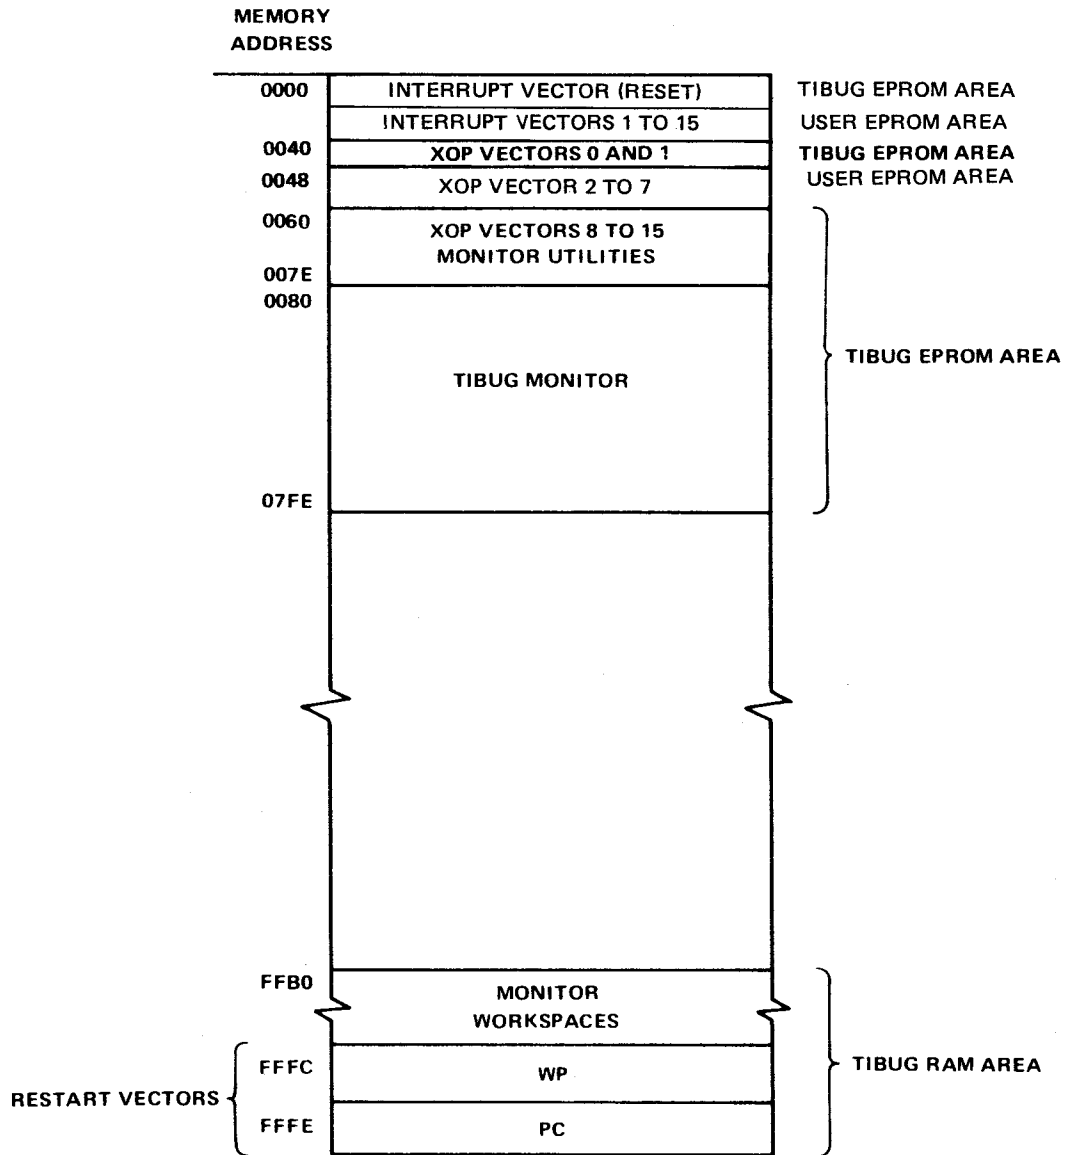 MEMORY
ADDRESS
0000 INTERRUPT VECTOR (RESET) TIBUG EPROM AREA
INTERRUPT VECTORS 1 TO 15 USER EPROM AREA
0040 XOP VECTORS 0 AND 1 TIBUG EPROM AREA
0048 XOP VECTOR 2 TO 7 USER EPROM AREA
0060 XOP VECTORS 8 TO 15
MONITOR UTILITIES
007E
0080
TIBUG EPROM AREA
TIBUG MONITOR
07FE
FFB0 MONITOR
WORKSPACES
TIBUG RAM AREA
FFFC WP
RESTART VECTORS
FFFE PC